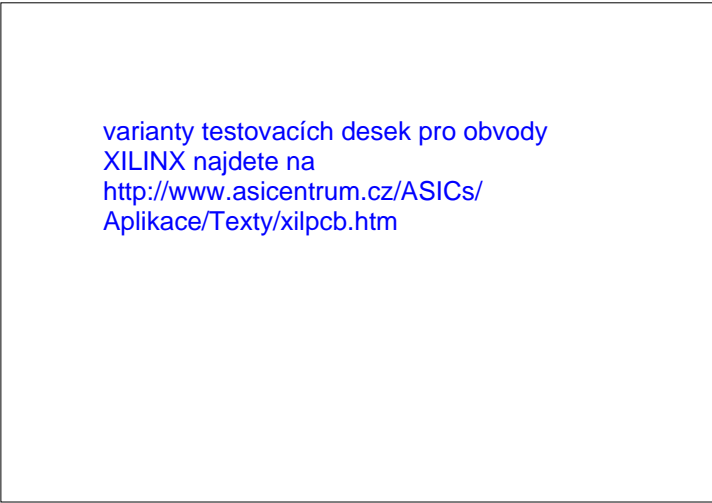 varianty testovacích desek pro obvody
XILINX najdete na
http://www.asicentrum.cz/ASICs/
Aplikace/Texty/xilpcb.htm